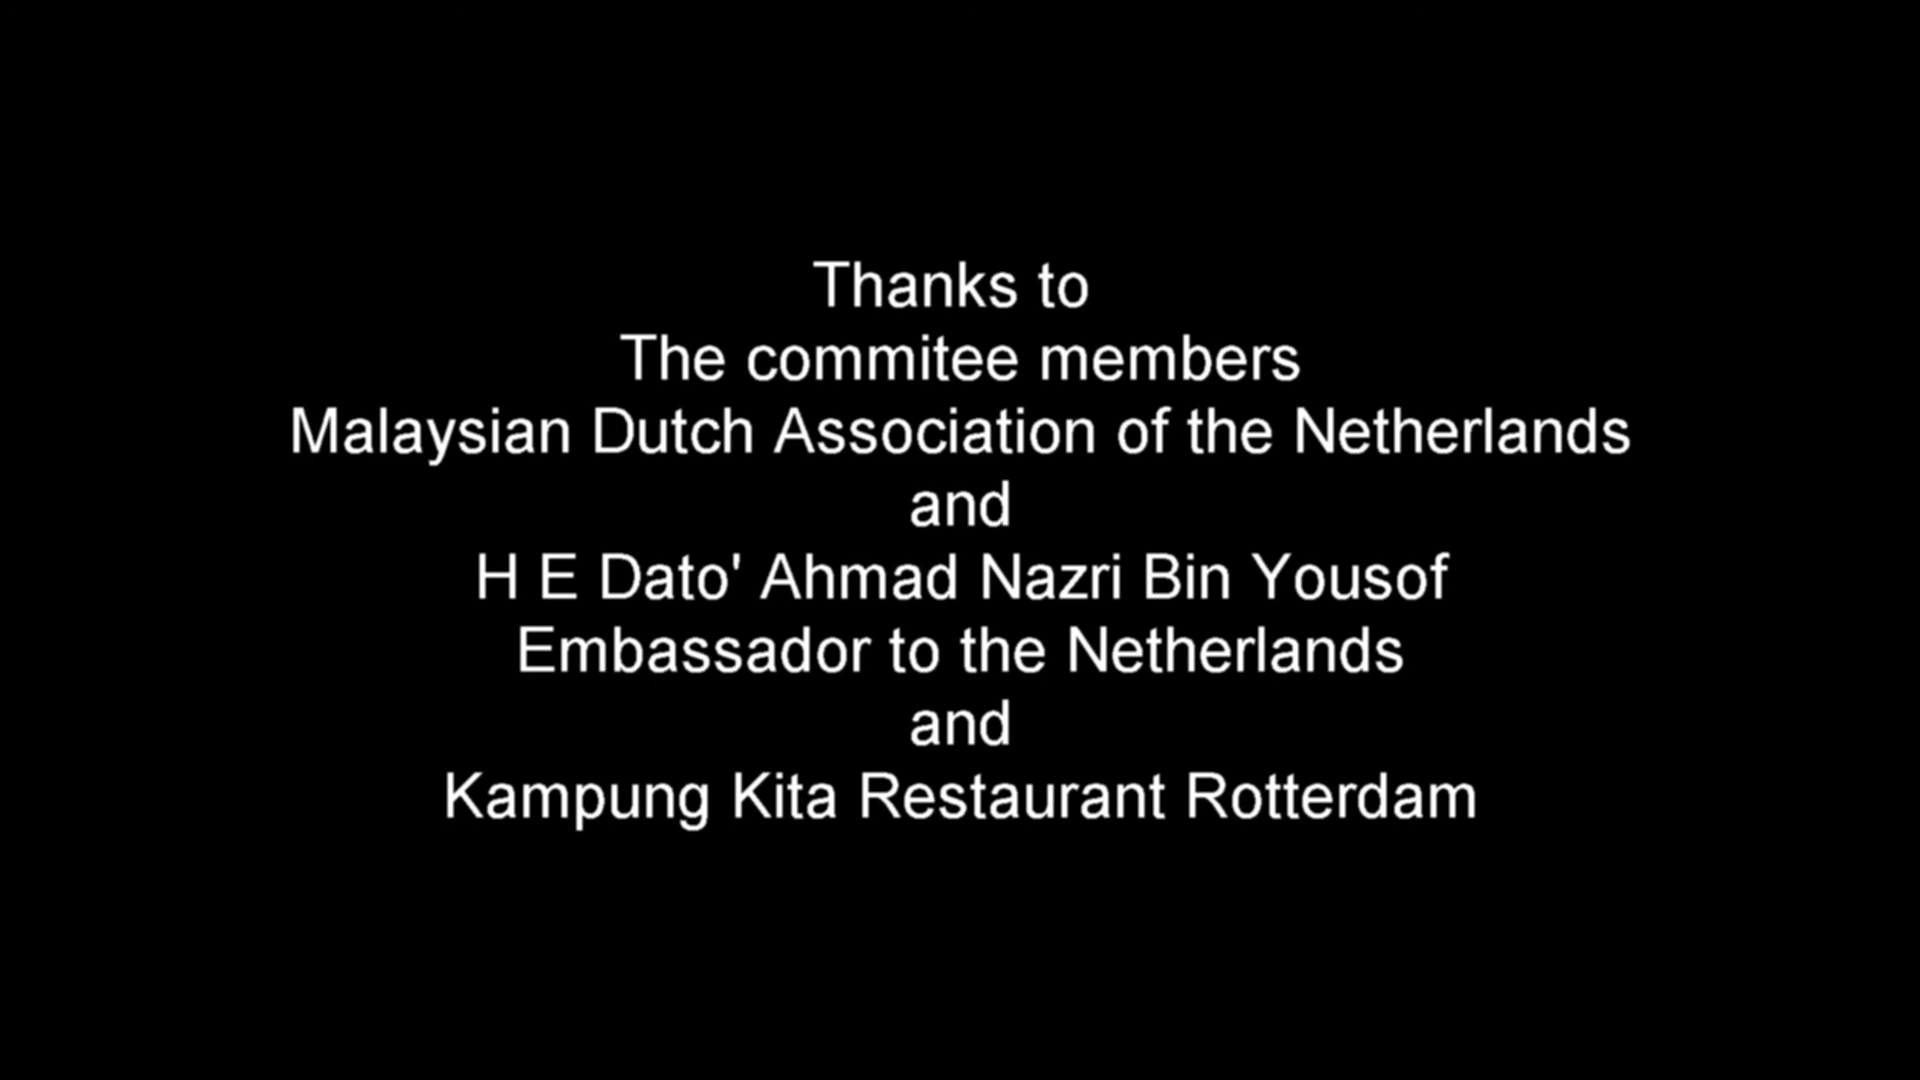 Thanks to
The commitee members
Malaysian Dutch Association of the Netherlands
and
H E Dato' Ahmad Nazri Bin Yousof
Embassador to the Netherlands
and
Kampung Kita Restaurant Rotterdam